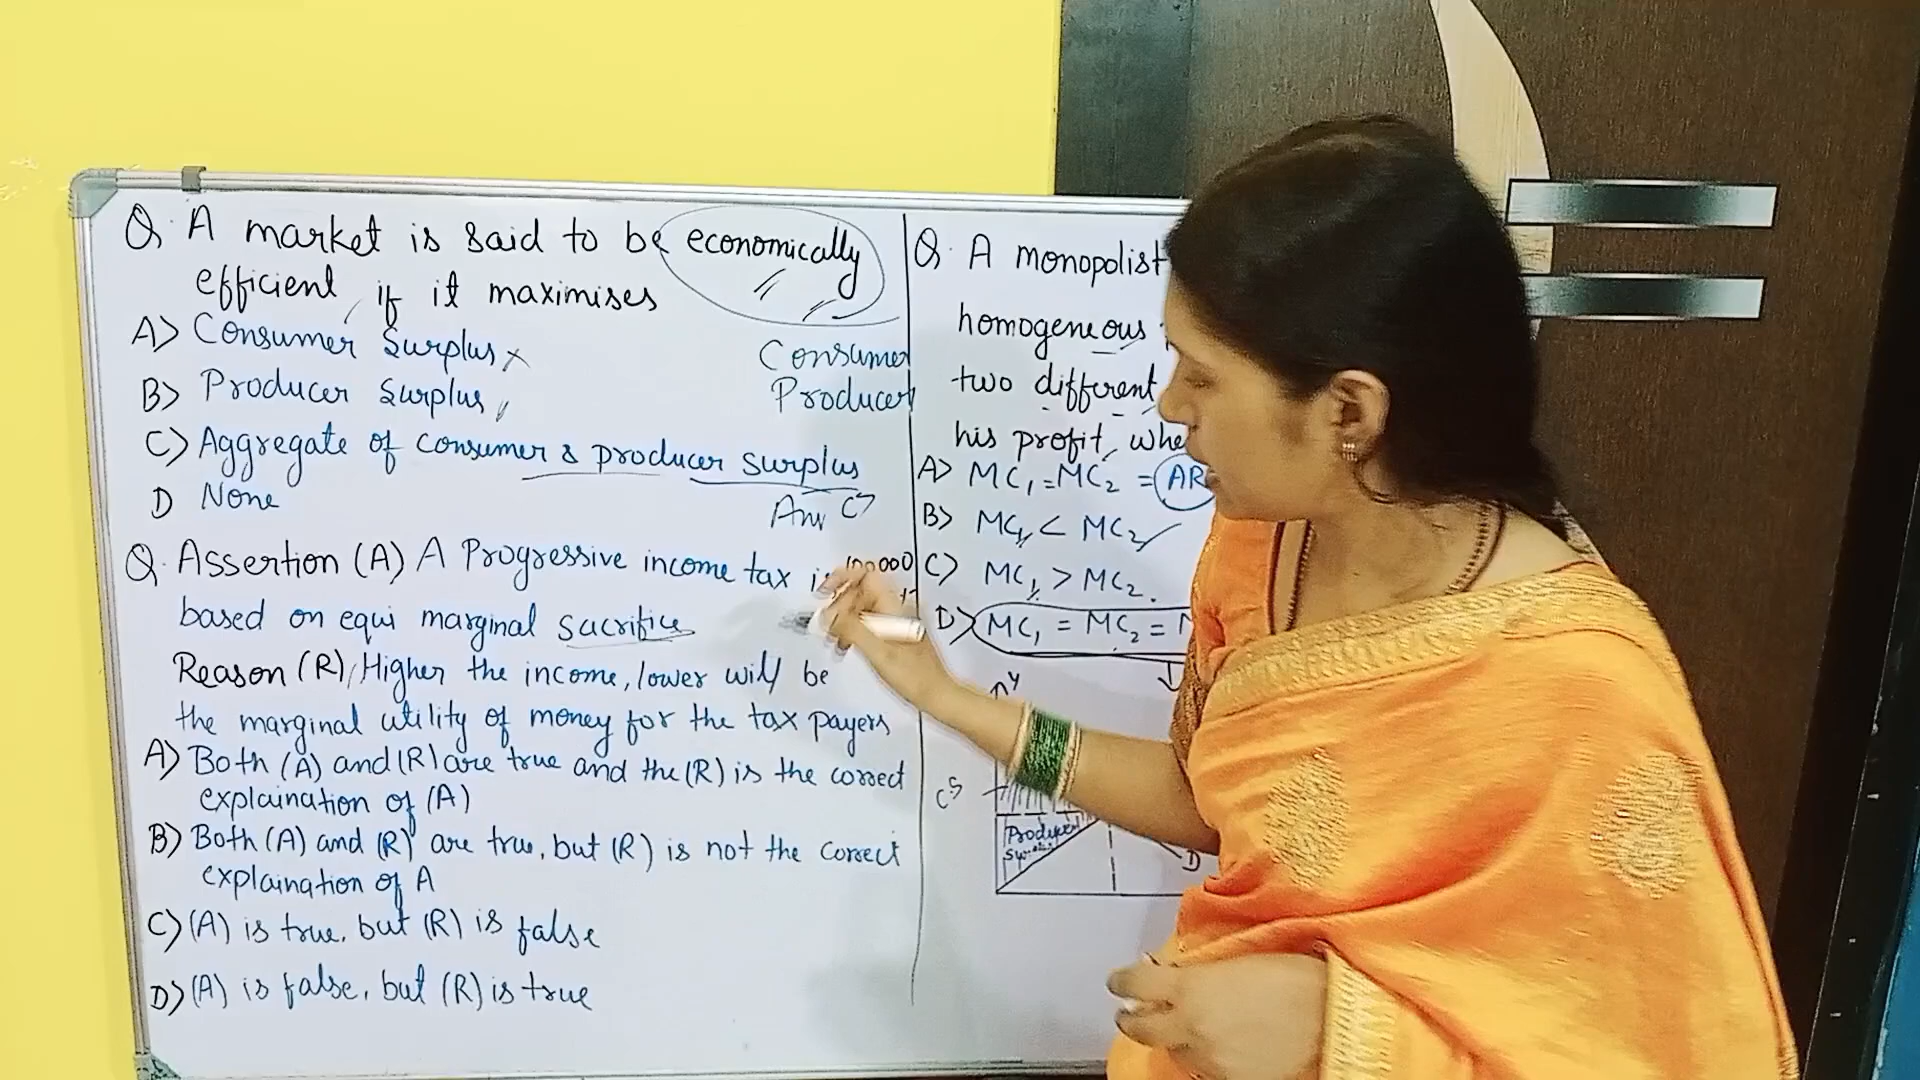 Q. A market is said to be economically
efficient, if it maximises
A) Consumer Surplus x
B) Producer Surplus
C) Aggregate of consumer & producer surplus
D None
Consumer
Producer
Ans C)
Q. Assertion (A) A Progressive income tax is
based on equi marginal sacrifice
Reason (R) Higher the income, lower will be
the marginal utility of money for the tax payers
A) Both (A) and (R) are true and the (R) is the correct
explaination of (A)
B) Both (A) and (R) are true, but (R) is not the correct
explaination of A
C) (A) is true, but (R) is false
D) (A) is false, but (R) is true
Q. A monopolist
homogeneous
two different
his profit, whe
A) MC₁ = MC₂ = AR
B) MC₁ < MC₂
C) MC₁ > MC₂
D) MC₁ = MC₂ =
CS
Producer
D